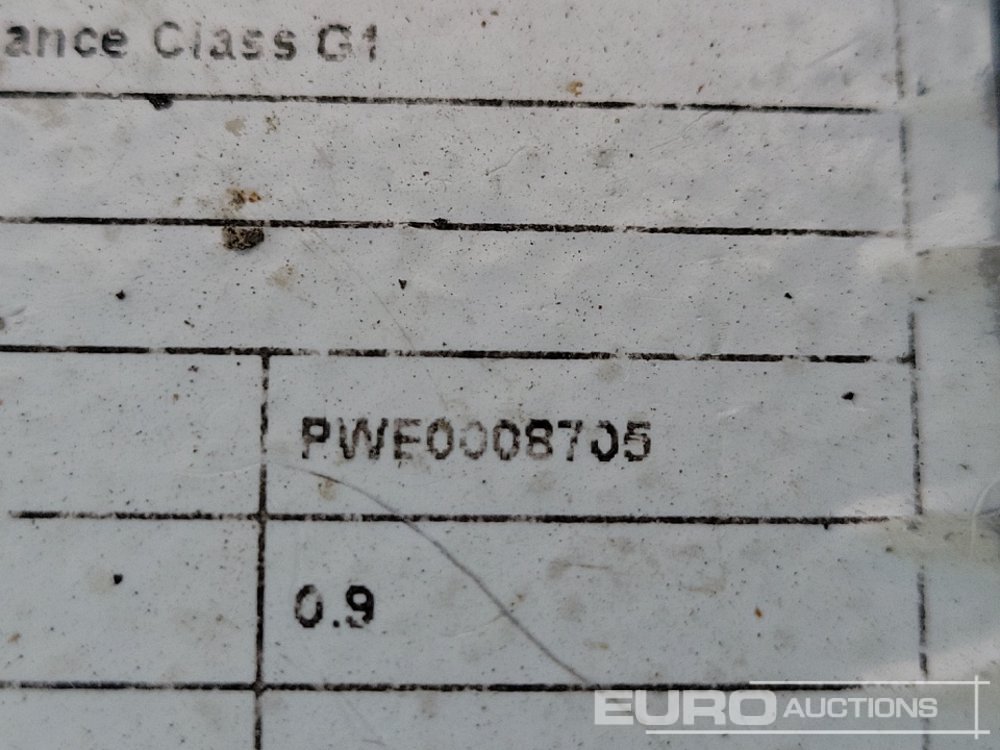 ance Class G1
PWE0008705
0.9
EURO AUCTIONS